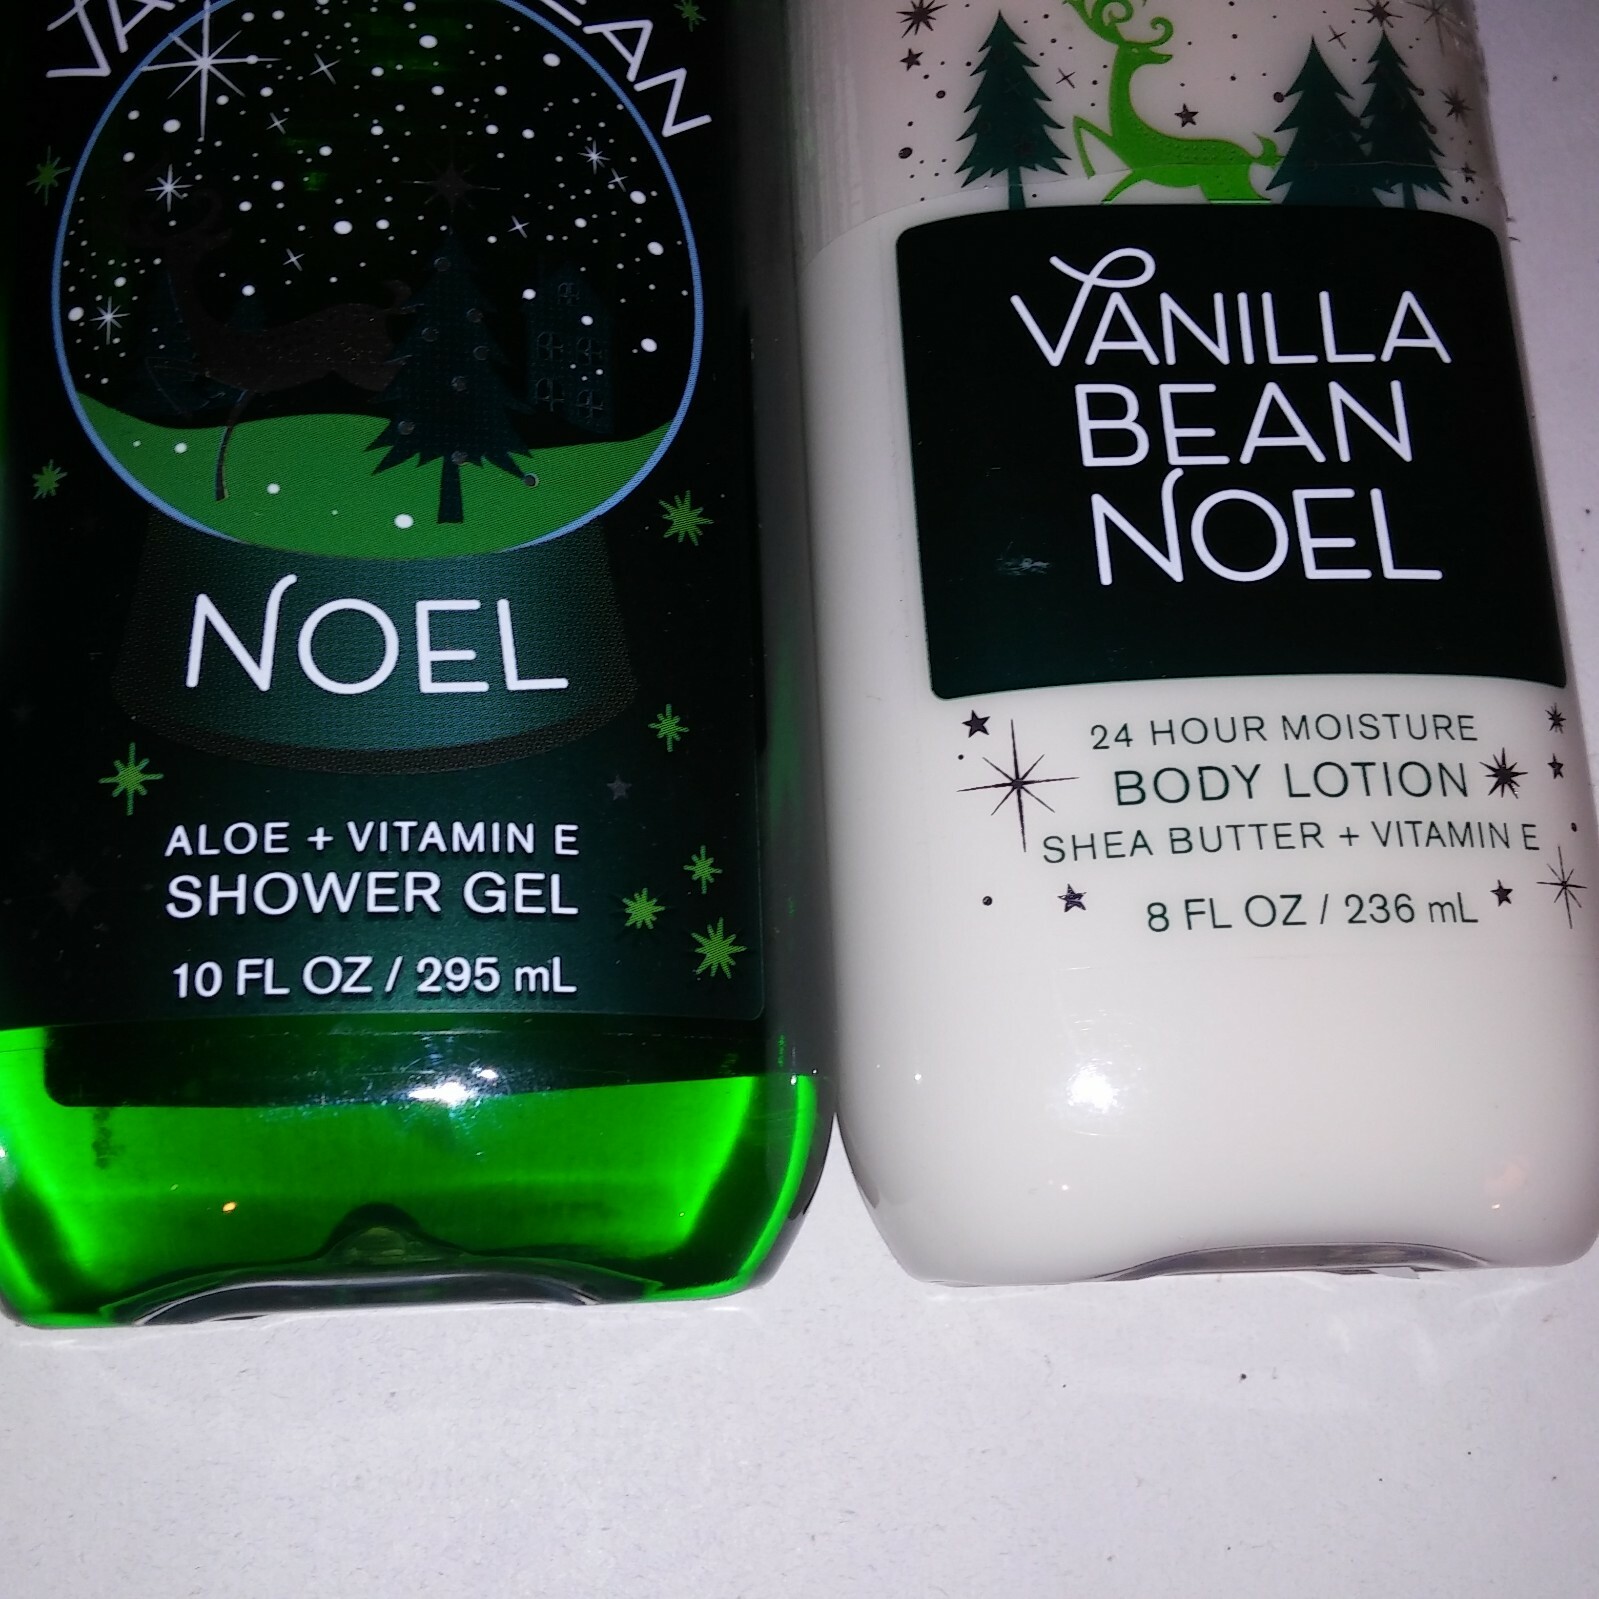 NOEL
ALOE + VITAMIN E
SHOWER GEL
10 FL OZ / 295 mL
VANILLA
BEAN
NOEL
24 HOUR MOISTURE
BODY LOTION
SHEA BUTTER + VITAMIN E
8 FL OZ / 236 mL